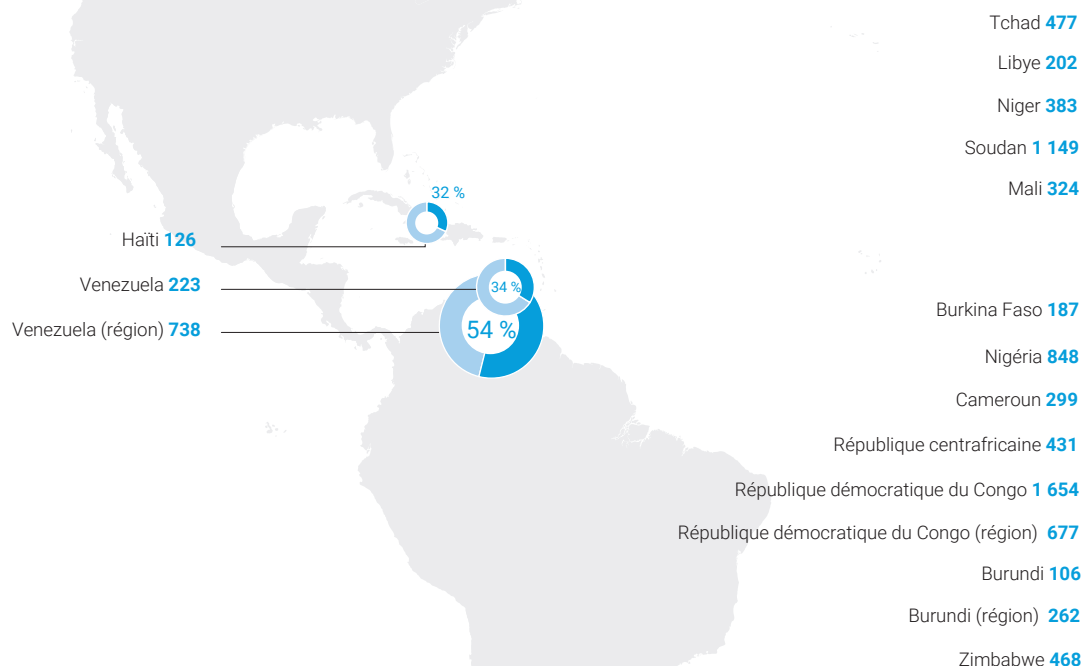 Tchad 477
Libye 202
Niger 383
Soudan 1 149
Mali 324
32 %
Haïti 126
Venezuela 223
34 %
Venezuela (région) 738
54 %
Burkina Faso 187
Nigéria 848
Cameroun 299
République centrafricaine 431
République démocratique du Congo 1 654
République démocratique du Congo (région) 677
Burundi 106
Burundi (région) 262
Zimbabwe 468